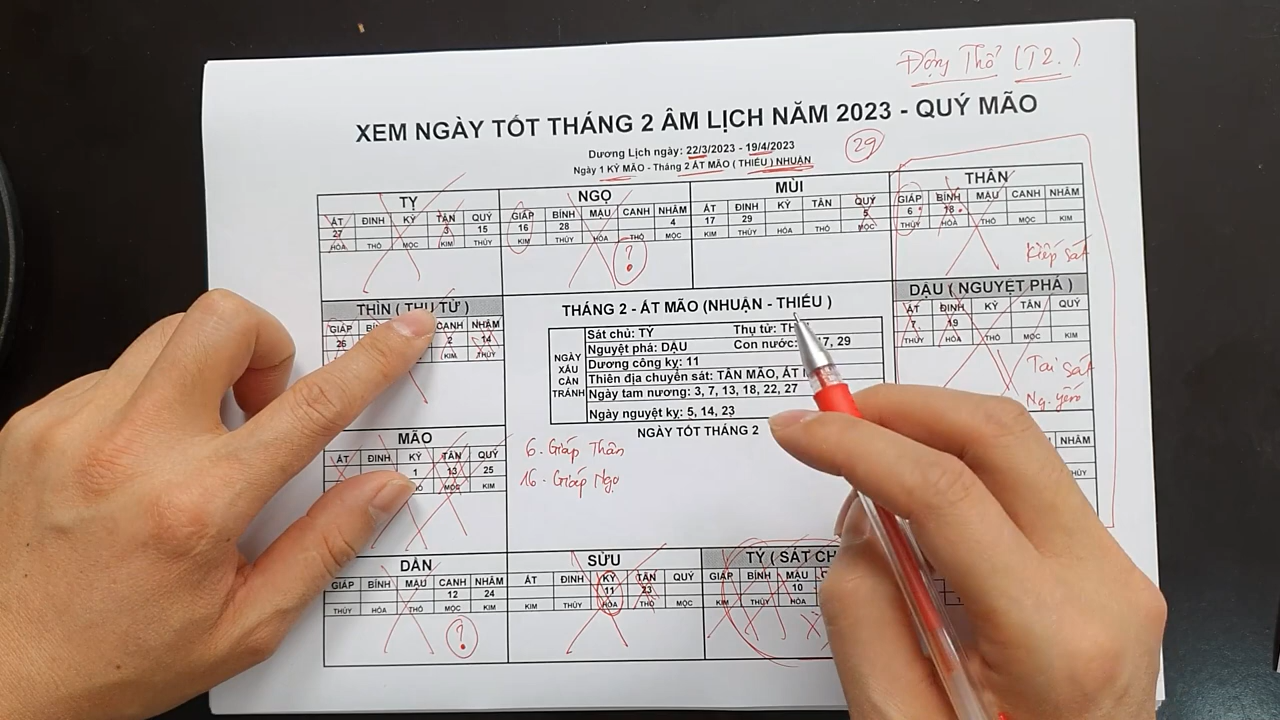 Động Thổ (T2.)
XEM NGÀY TỐT THÁNG 2 ÂM LỊCH NĂM 2023 - QUÝ MÃO
Dương Lịch ngày: 22/3/2023 - 19/4/2023
29
Ngày 1 KỶ MÃO - Tháng 2 ẤT MÃO ( THIẾU ) NHUẬN
TỴ
ẤT ĐINH KỶ TÂN QUÝ
27 3 15
HỎA THỔ MỘC KIM THỦY
NGỌ
GIÁP BÍNH MẬU CANH NHÂM
16 28 4
KIM THỦY HỎA THỔ MỘC
?
MÙI
ẤT ĐINH KỶ TÂN QUÝ
17 29 5
KIM THỦY HỎA THỔ MỘC
THÂN
GIÁP BÍNH MẬU CANH NHÂM
6 18
THỦY HỎA THỔ MỘC KIM
Kiếp sát
THÌN ( THỤ TỬ )
GIÁP CANH NHÂM
26 2 14
KIM THỦY
THÁNG 2 - ẤT MÃO (NHUẬN - THIẾU )
NGÀY XẤU CẦN TRÁNH
Sát chủ: TÝ Thụ tử:
Nguyệt phá: DẬU Con nước: 17, 29
Dương công kỵ: 11
Thiên địa chuyển sát: TÂN MÃO, ẤT
Ngày tam nương: 3, 7, 13, 18, 22, 27
Ngày nguyệt kỵ: 5, 14, 23
NGÀY TỐT THÁNG 2
6. Giáp Thân
16. Giáp Ngọ
DẬU ( NGUYỆT PHÁ )
ẤT ĐINH KỶ TÂN QUÝ
7 19
THỦY HỎA THỔ MỘC KIM
Tai sát
Ng. yếm
NHÂM
MÃO
ẤT ĐINH KỶ TÂN QUÝ
1 13 25
MỘC KIM
DẦN
GIÁP BÍNH MẬU CANH NHÂM
12 24
THỦY HỎA THỔ MỘC KIM
?
SỬU
ẤT ĐINH KỶ TÂN QUÝ
11 23
KIM THỦY HỎA THỔ MỘC
TÝ ( SÁT
GIÁP BÍNH MẬU
10
KIM THỦY HỎA